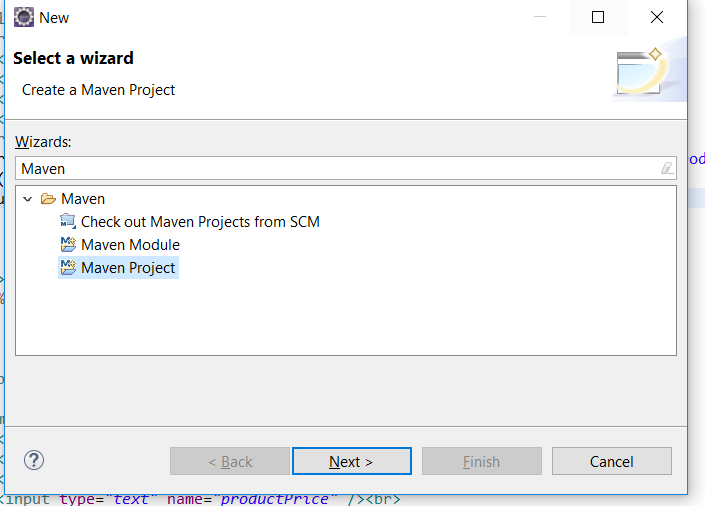 New
Select a wizard
Create a Maven Project
Wizards:
Maven
Maven
Check out Maven Projects from SCM
Maven Module
Maven Project
< Back
Next >
Finish
Cancel
<input type="text" name="productPrice" /><br>